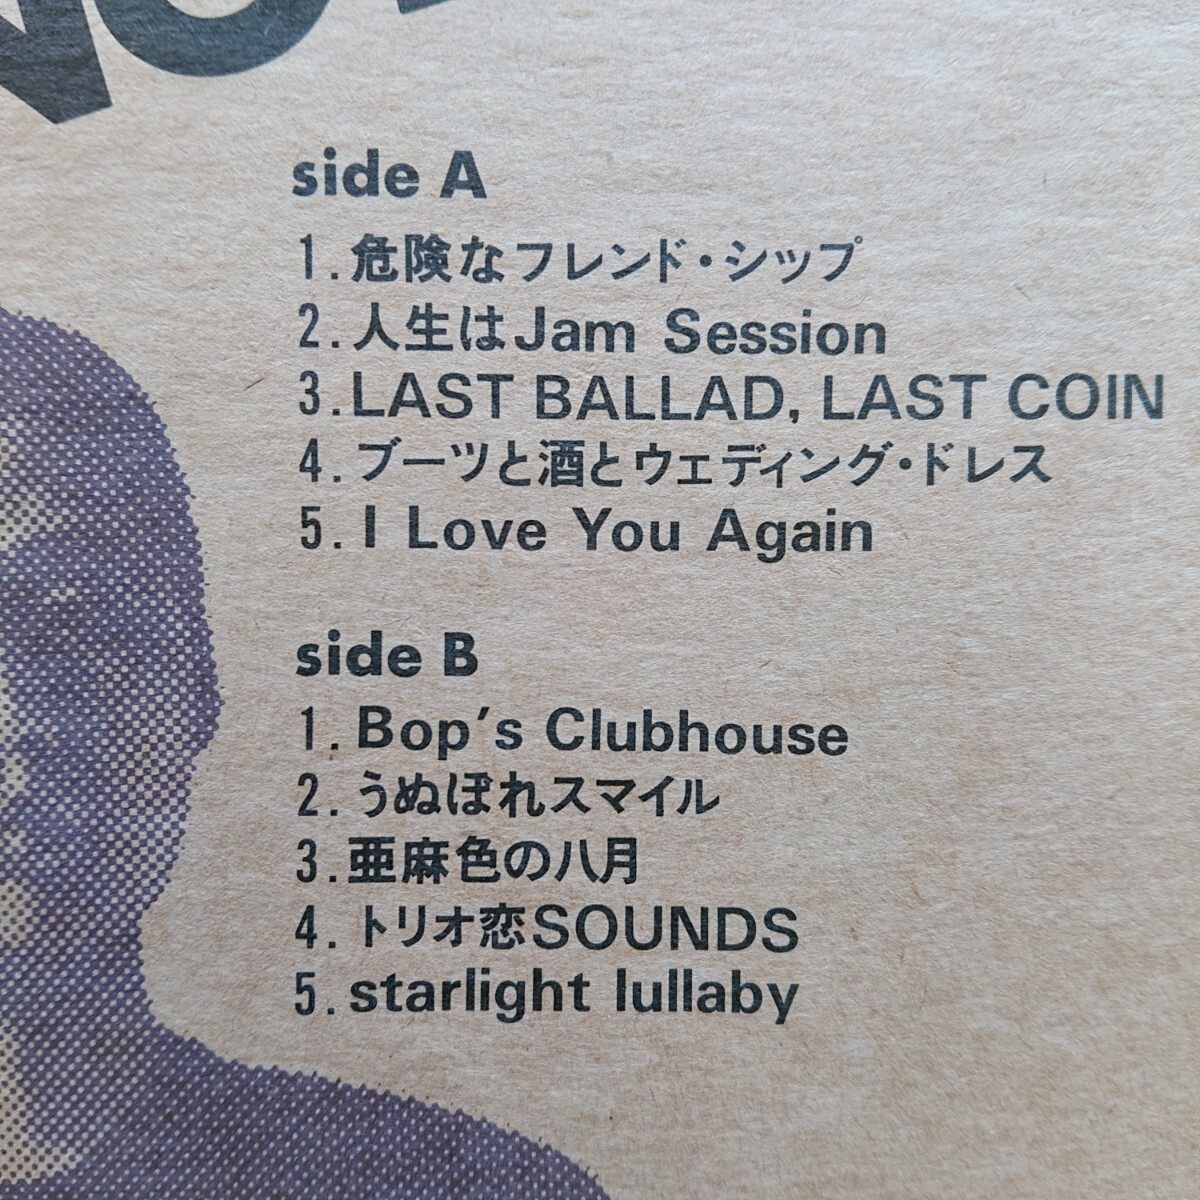 side A
1.危険なフレンド・シップ
2.人生はJam Session
3.LAST BALLAD, LAST COIN
4.ブーツと酒とウェディング・ドレス
5.I Love You Again
side B
1.Bop's Clubhouse
2.うぬぼれスマイル
3.亜麻色の八月
4.トリオ恋SOUNDS
5.starlight lullaby